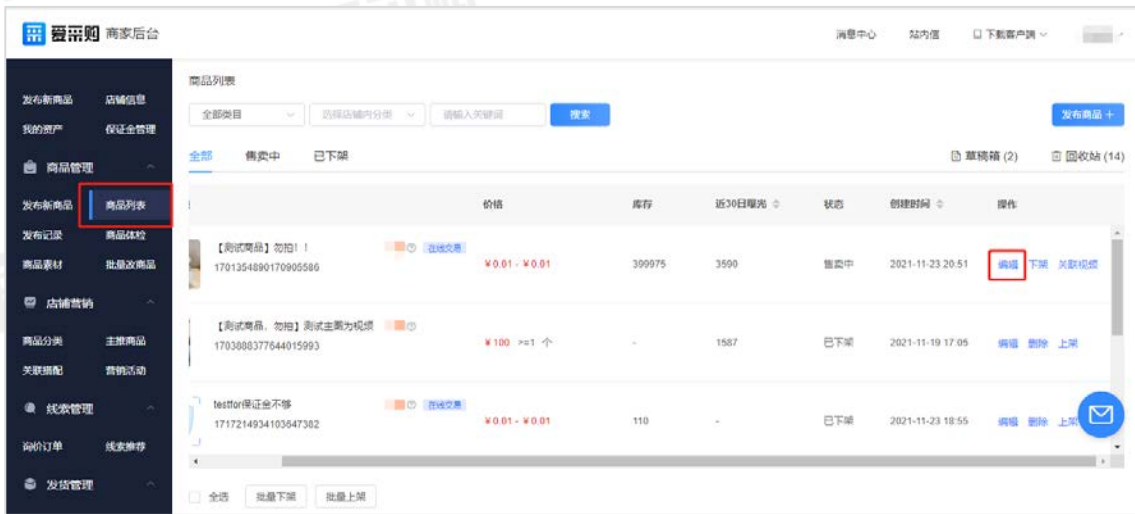 采 爱采购 商家后台 消息中心 站内信 下载客户端
商品列表
发布新商品 店铺信息
全部类目 选择店铺内分类 请输入关键词 搜索 发布商品 +
我的资产 保证金管理
全部 售卖中 已下架 草稿箱 (2) 回收站 (14)
商品管理
发布新商品 商品列表
价格 库存 近30日曝光 状态 创建时间 操作
发布记录 商品体检
商品素材 批量改商品
【测试商品】勿拍！！ 在线交易
1701354890170905586 ¥0.01 - ¥0.01 399975 3590 售卖中 2021-11-23 20:51 编辑 下架 关联视频
店铺营销
【测试商品，勿拍】测试主图为视频
1703888377644015993 ¥100 >=1 个 - 1587 已下架 2021-11-19 17:05 编辑 删除 上架
商品分类 主推商品
关联搭配 营销活动
线索管理
testfor保证金不够 在线交易
1717214934103647382 ¥0.01 - ¥0.01 110 - 已下架 2021-11-23 18:55 编辑 删除 上架
询价订单 线索推荐
发货管理
全选 批量下架 批量上架